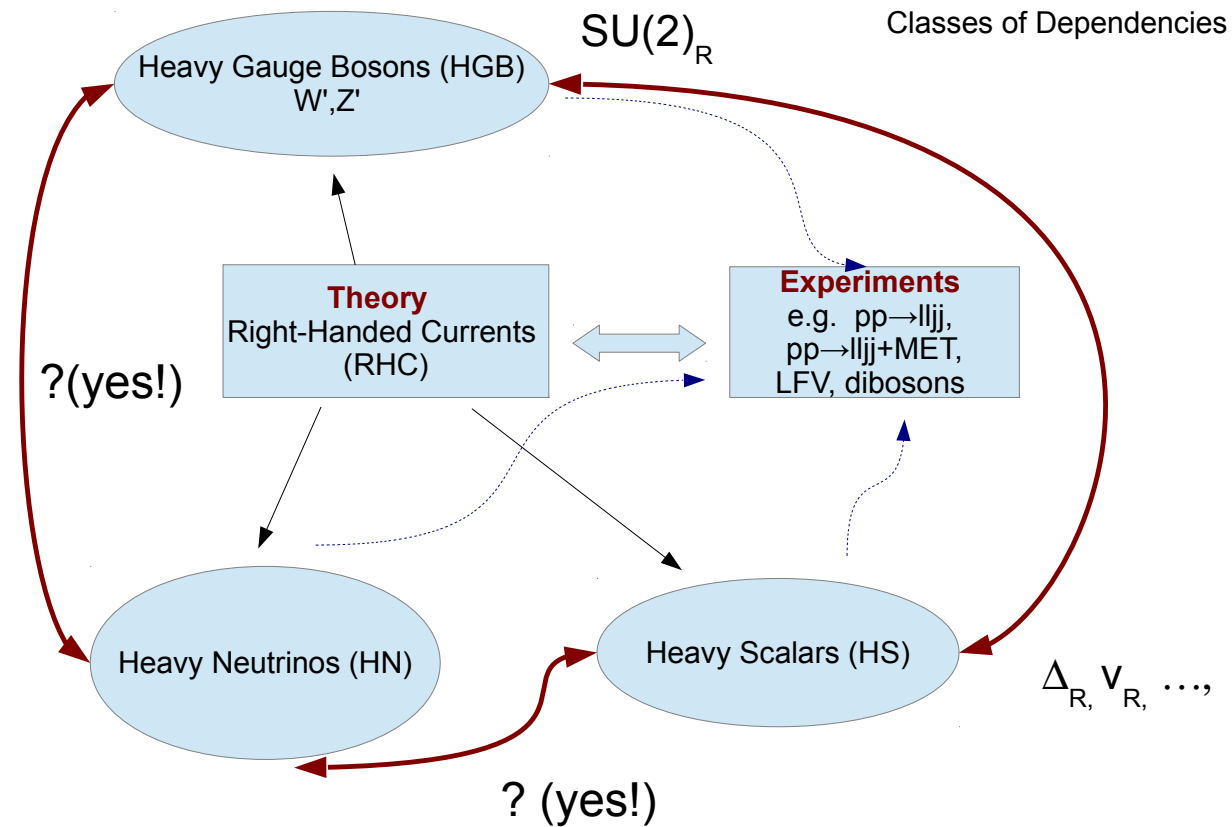 Classes of Dependencies
SU(2)R
Heavy Gauge Bosons (HGB)
W',Z'
Theory
Right-Handed Currents
(RHC)
Experiments
e.g. pp→lljj,
pp→lljj+MET,
LFV, dibosons
?(yes!)
Heavy Neutrinos (HN)
Heavy Scalars (HS)
ΔR, vR, …,
? (yes!)